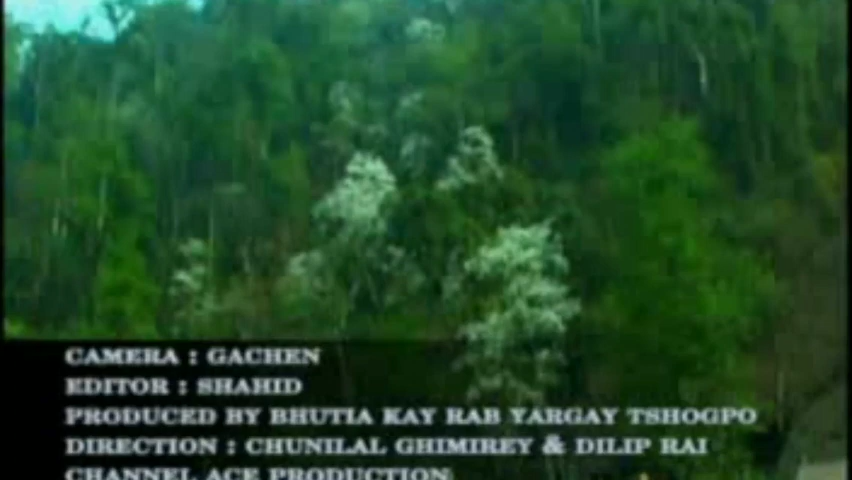 CAMERA : GACHEN
EDITOR : SHAHID
PRODUCED BY BHUTIA KAY RAB YARGAY TSHOGPO
DIRECTION : CHUNILAL GHIMIREY & DILIP RAI
CHANNEL ACE PRODUCTION